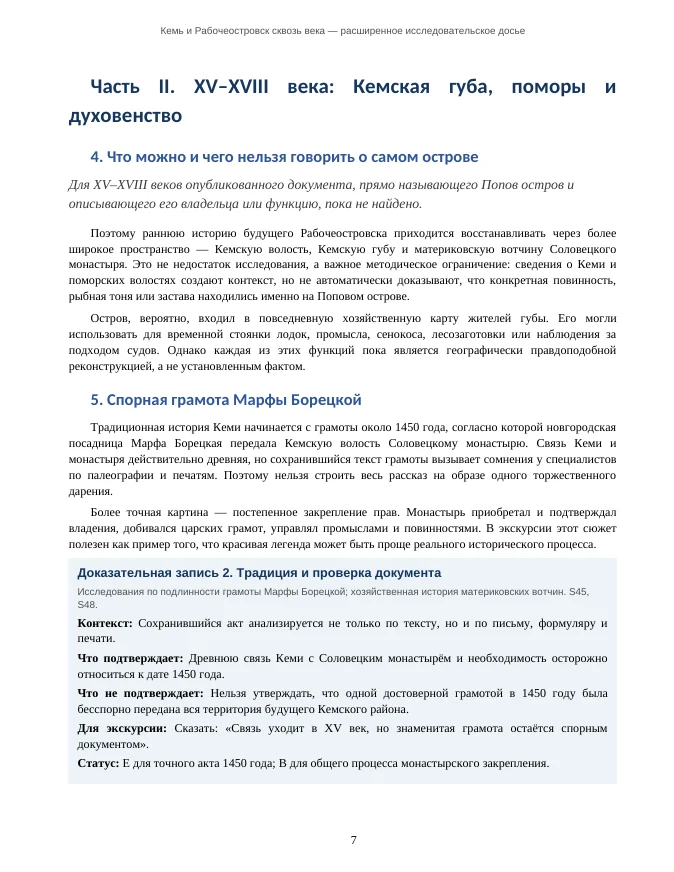 Кемь и Рабочеостровск сквозь века — расширенное исследовательское досье
Часть II. XV–XVIII века: Кемская губа, поморы и
духовенство
4. Что можно и чего нельзя говорить о самом острове
Для XV–XVIII веков опубликованного документа, прямо называющего Попов остров и
описывающего его владельца или функцию, пока не найдено.
Поэтому раннюю историю будущего Рабочеостровска приходится восстанавливать через более
широкое пространство — Кемскую волость, Кемскую губу и материковскую вотчину Соловецкого
монастыря. Это не недостаток исследования, а важное методическое ограничение: сведения о Кеми и
поморских волостях создают контекст, но не автоматически доказывают, что конкретная повинность,
рыбная тоня или застава находились именно на Поповом острове.
Остров, вероятно, входил в повседневную хозяйственную карту жителей губы. Его могли
использовать для временной стоянки лодок, промысла, сенокоса, лесозаготовки или наблюдения за
подходом судов. Однако каждая из этих функций пока является географически правдоподобной
реконструкцией, а не установленным фактом.
5. Спорная грамота Марфы Борецкой
Традиционная история Кеми начинается с грамоты около 1450 года, согласно которой новгородская
посадница Марфа Борецкая передала Кемскую волость Соловецкому монастырю. Связь Кеми и
монастыря действительно древняя, но сохранившийся текст грамоты вызывает сомнения у специалистов
по палеографии и печатям. Поэтому нельзя строить весь рассказ на образе одного торжественного
дарения.
Более точная картина — постепенное закрепление прав. Монастырь приобретал и подтверждал
владения, добивался царских грамот, управлял промыслами и повинностями. В экскурсии этот сюжет
полезен как пример того, что красивая легенда может быть проще реального исторического процесса.
Доказательная запись 2. Традиция и проверка документа
Исследования по подлинности грамоты Марфы Борецкой; хозяйственная история материковских вотчин. S45,
S48.
Контекст: Сохранившийся акт анализируется не только по тексту, но и по письму, формуляру и
печати.
Что подтверждает: Древнюю связь Кеми с Соловецким монастырём и необходимость осторожно
относиться к дате 1450 года.
Что не подтверждает: Нельзя утверждать, что одной достоверной грамотой в 1450 году была
бесспорно передана вся территория будущего Кемского района.
Для экскурсии: Сказать: «Связь уходит в XV век, но знаменитая грамота остаётся спорным
документом».
Статус: E для точного акта 1450 года; B для общего процесса монастырского закрепления.
7